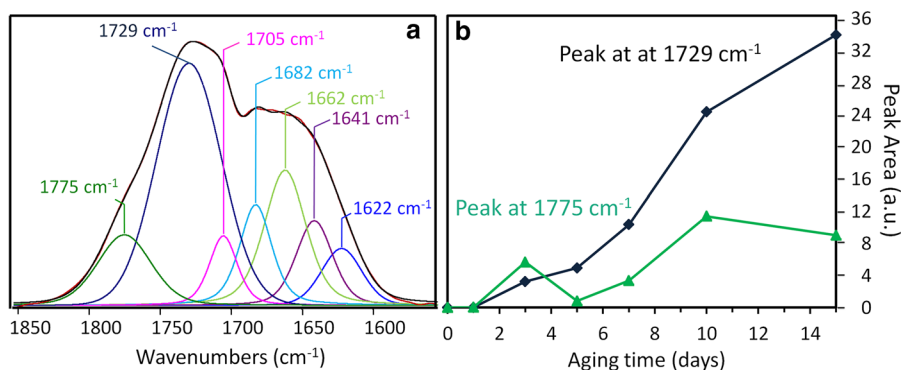 a
1729 cm⁻¹
1705 cm⁻¹
1682 cm⁻¹
1662 cm⁻¹
1641 cm⁻¹
1775 cm⁻¹
1622 cm⁻¹
1850 1800 1750 1700 1650 1600
Wavenumbers (cm⁻¹)
b
Peak at at 1729 cm⁻¹
Peak at 1775 cm⁻¹
36
32
28
24
20
16
12
8
4
0
Peak Area (a.u.)
0 2 4 6 8 10 12 14
Aging time (days)